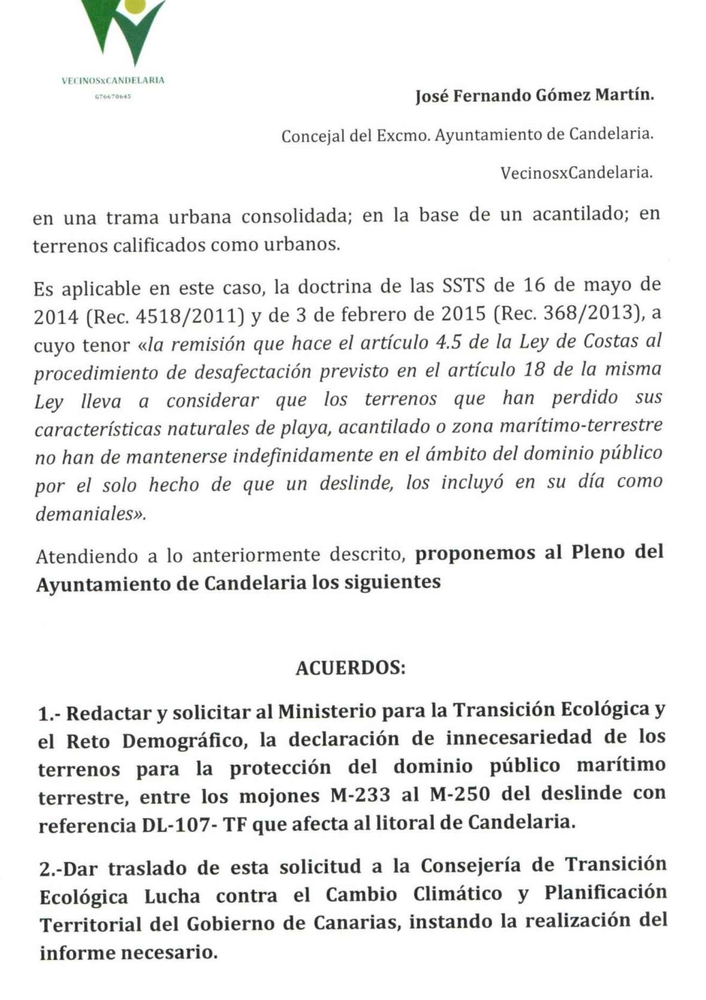 VECINOSxCANDELARIA
G76670645
José Fernando Gómez Martín.
Concejal del Excmo. Ayuntamiento de Candelaria.
VecinosxCandelaria.
en una trama urbana consolidada; en la base de un acantilado; en
terrenos calificados como urbanos.
Es aplicable en este caso, la doctrina de las SSTS de 16 de mayo de
2014 (Rec. 4518/2011) y de 3 de febrero de 2015 (Rec. 368/2013), a
cuyo tenor «la remisión que hace el artículo 4.5 de la Ley de Costas al
procedimiento de desafectación previsto en el artículo 18 de la misma
Ley lleva a considerar que los terrenos que han perdido sus
características naturales de playa, acantilado o zona marítimo-terrestre
no han de mantenerse indefinidamente en el ámbito del dominio público
por el solo hecho de que un deslinde, los incluyó en su día como
demaniales».
Atendiendo a lo anteriormente descrito, proponemos al Pleno del
Ayuntamiento de Candelaria los siguientes
ACUERDOS:
1.- Redactar y solicitar al Ministerio para la Transición Ecológica y
el Reto Demográfico, la declaración de innecesariedad de los
terrenos para la protección del dominio público marítimo
terrestre, entre los mojones M-233 al M-250 del deslinde con
referencia DL-107- TF que afecta al litoral de Candelaria.
2.-Dar traslado de esta solicitud a la Consejería de Transición
Ecológica Lucha contra el Cambio Climático y Planificación
Territorial del Gobierno de Canarias, instando la realización del
informe necesario.